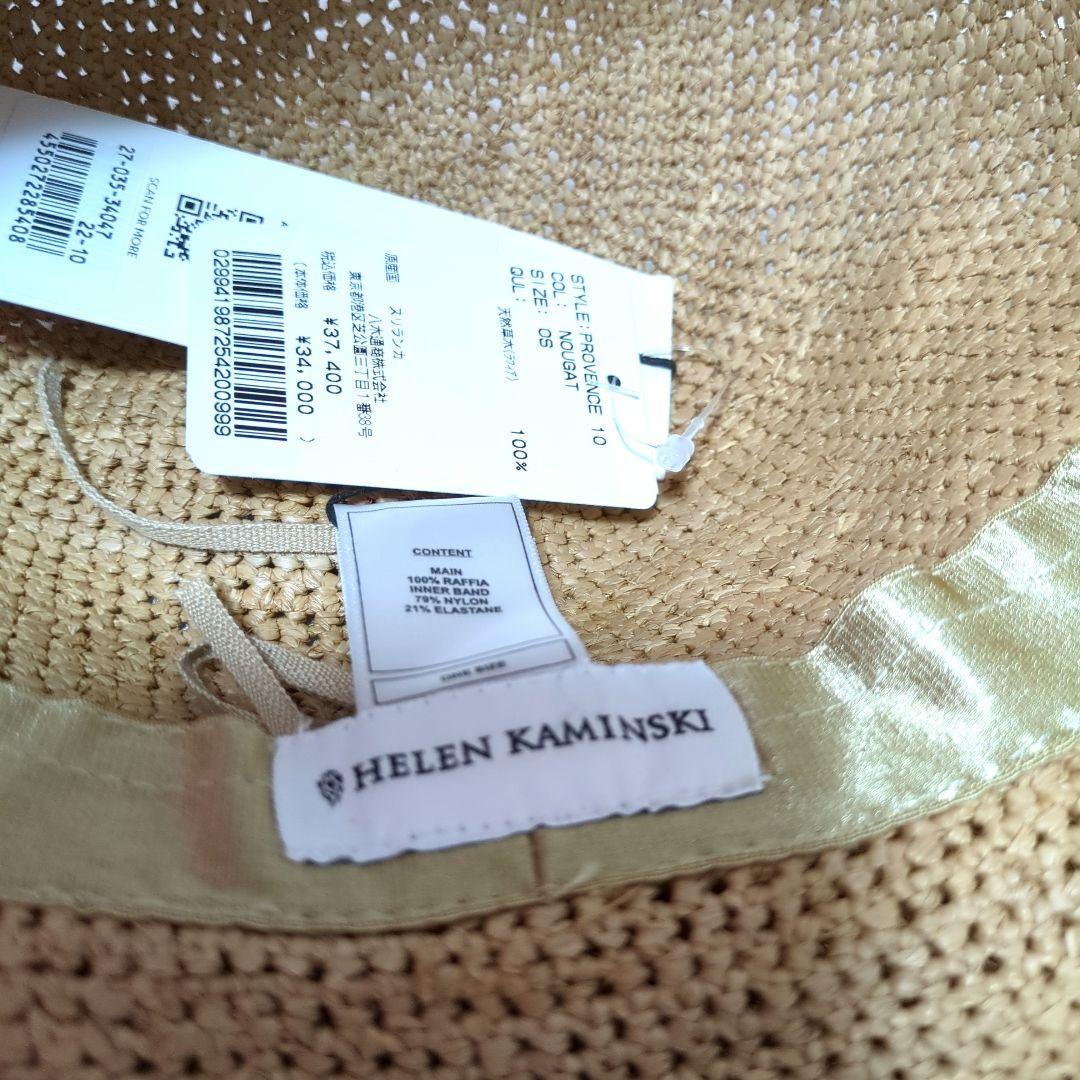 27-035-34047
22-10
4550272285408
SCAN FOR MORE
A
STYLE:PROVENCE 10
COL: NOUGAT
SIZE: OS
QUL:
天然草木(ラフィア) 100%
原産国 スリランカ
八木通商株式会社
東京都港区芝公園三丁目1番38号
税込価格 ¥37,400
(本体価格 ¥34,000 )
029941987254200999
CONTENT
MAIN
100% RAFFIA
INNER BAND
79% NYLON
21% ELASTANE
ONE SIZE
HELEN KAMINSKI